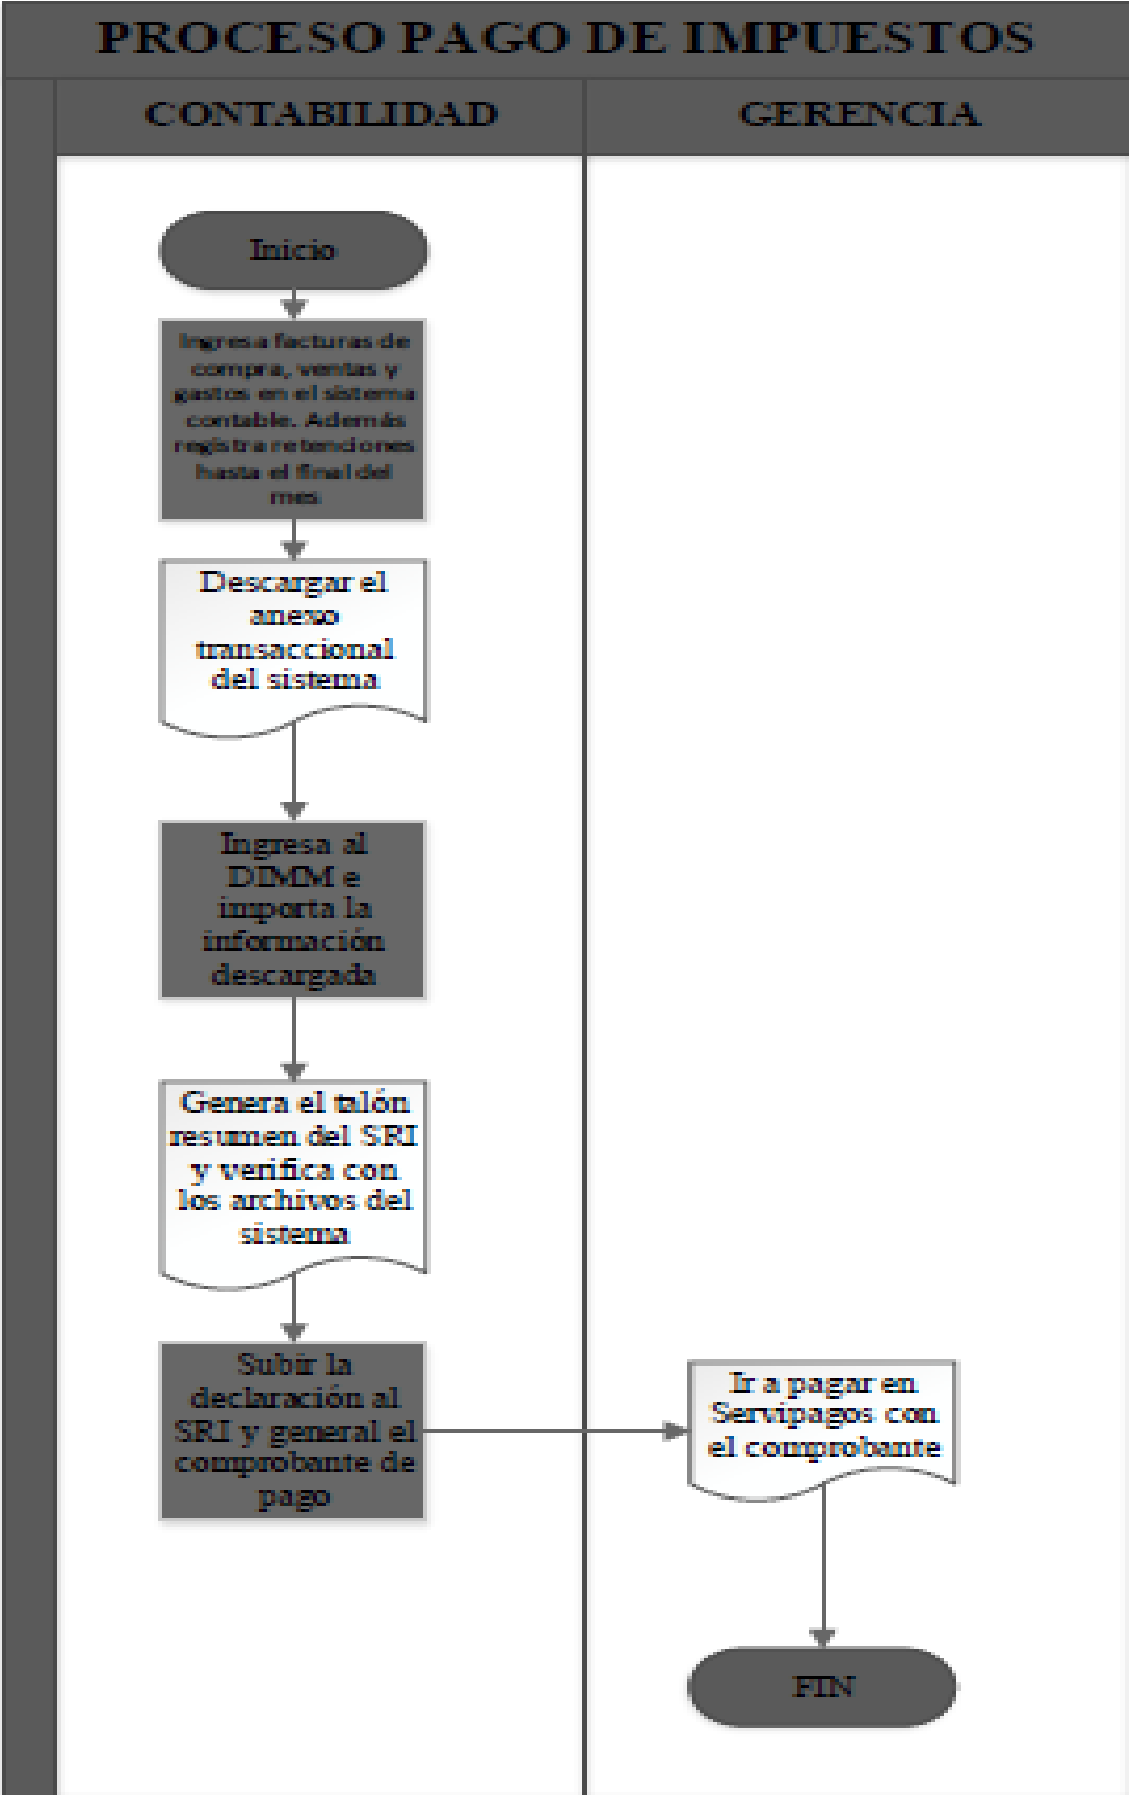 PROCESO PAGO DE IMPUESTOS
CONTABILIDAD
GERENCIA
Inicio
Ingresa facturas de
compra, ventas y
gastos en el sistema
contable. Además
registra retenciones
hasta el final del
mes
Descargar el
anexo
transaccional
del sistema
Ingresa al
DIMM e
importa la
información
descargada
Genera el talón
resumen del SRI
y verifica con
los archivos del
sistema
Subir la
declaración al
SRI y general el
comprobante de
pago
Ir a pagar en
Servipagos con
el comprobante
FIN